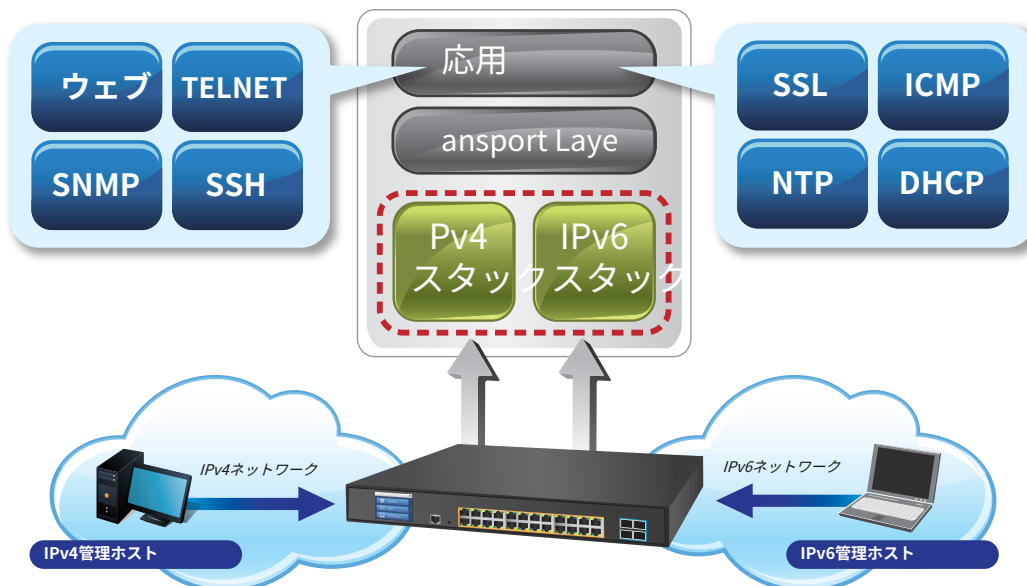 応用
ウェブ
TELNET
SNMP
SSH
SSL
ICMP
NTP
DHCP
ansport Laye
Pv4
スタック
IPv6
スタック
IPv4ネットワーク
IPv6ネットワーク
IPv4管理ホスト
IPv6管理ホスト